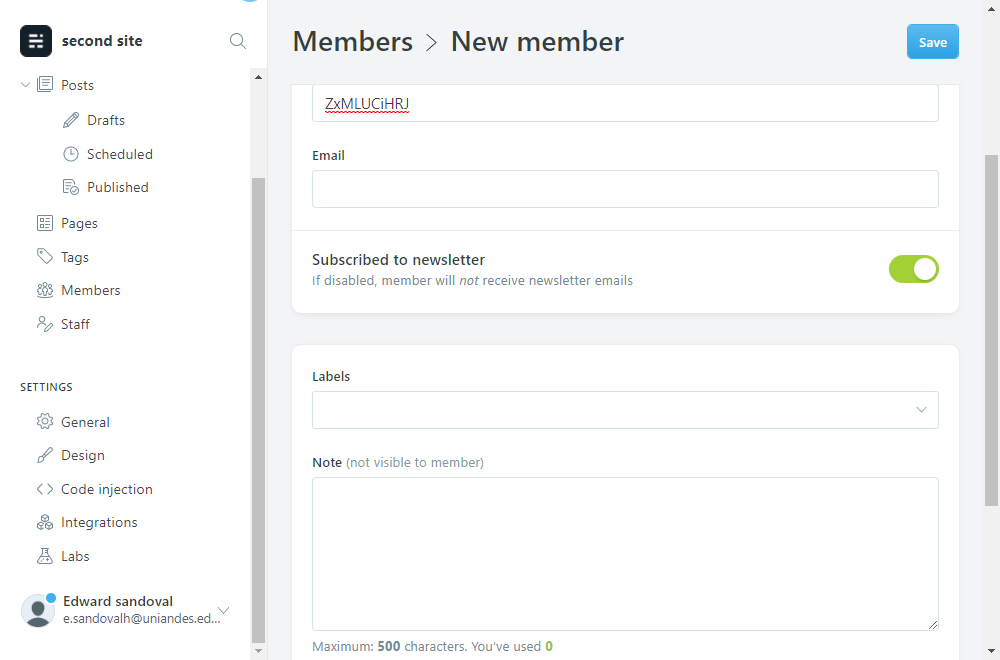 second site
Posts
Drafts
Scheduled
Published
Pages
Tags
Members
Staff
SETTINGS
General
Design
Code injection
Integrations
Labs
Edward sandoval
e.sandovalh@uniandes.ed...
Members > New member
Save
ZxMLUCiHRJ
Email
Subscribed to newsletter
If disabled, member will not receive newsletter emails
Labels
Note (not visible to member)
Maximum: 500 characters. You've used 0